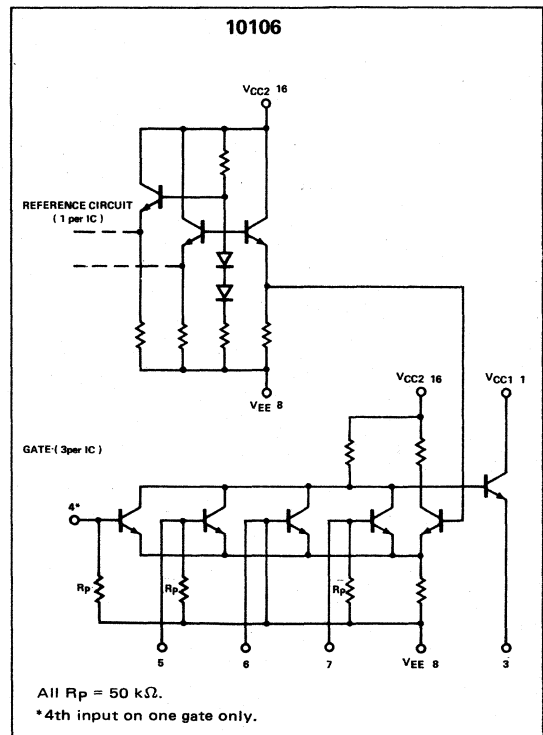 10106
VCC2 16
REFERENCE CIRCUIT
( 1 per IC )
VEE 8
VCC2 16
VCC1 1
GATE·( 3per IC )
4*
Rp
Rp
Rp
5
6
7
VEE 8
3
All Rp = 50 kΩ.
*4th input on one gate only.